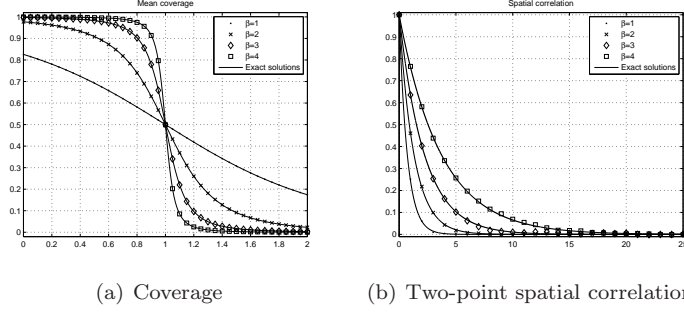 Mean coverage
1
0.9
0.8
0.7
0.6
0.5
0.4
0.3
0.2
0.1
0
0 0.2 0.4 0.6 0.8 1.0 1.2 1.4 1.6 1.8 2
β=1
β=2
β=3
β=4
Exact solutions
(a) Coverage
Spatial correlation
1
0.9
0.8
0.7
0.6
0.5
0.4
0.3
0.2
0.1
0
0 5 10 15 20 25
β=1
β=2
β=3
β=4
Exact solutions
(b) Two-point spatial correlation